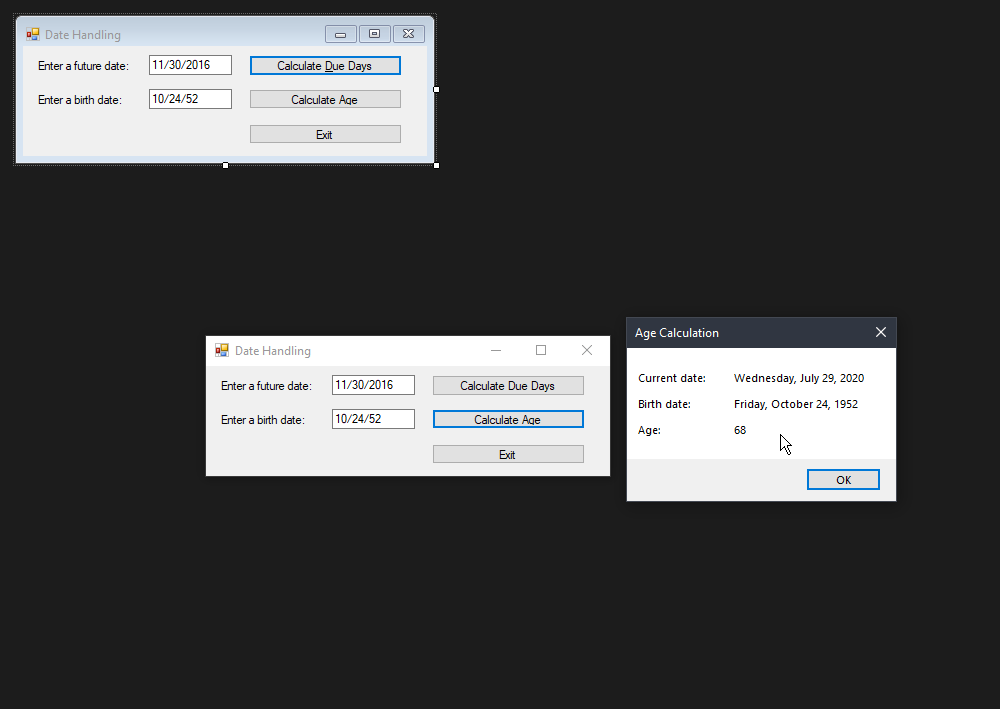 Date Handling
Enter a future date: 11/30/2016 Calculate Due Days
Enter a birth date: 10/24/52 Calculate Age
Exit
Date Handling
Enter a future date: 11/30/2016 Calculate Due Days
Enter a birth date: 10/24/52 Calculate Age
Exit
Age Calculation
Current date: Wednesday, July 29, 2020
Birth date: Friday, October 24, 1952
Age: 68
OK